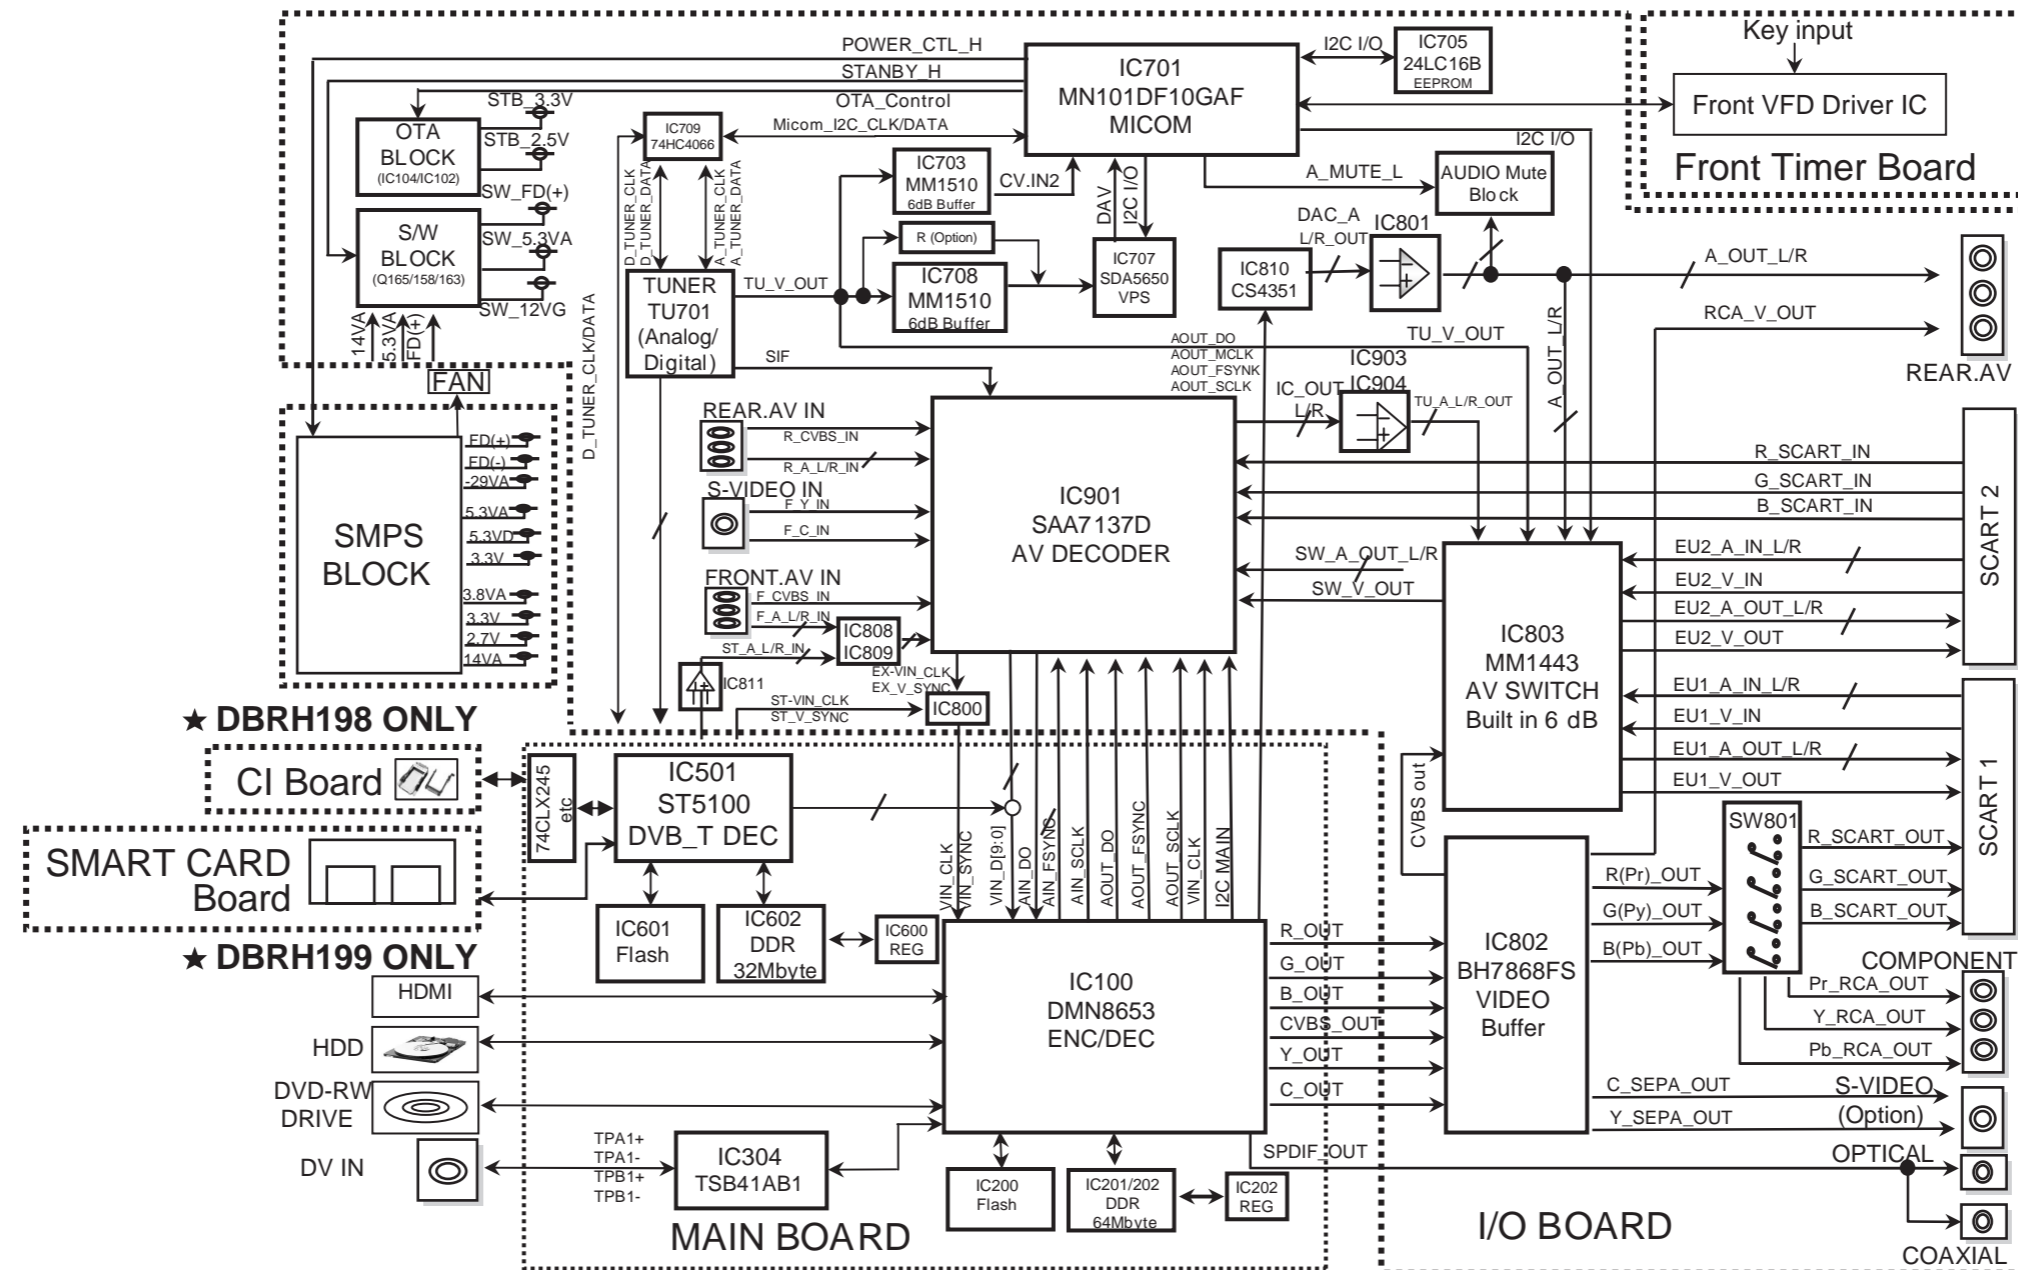 POWER_CTL_H
STANBY_H
OTA_Control
Micom_I2C_CLK/DATA
IC701
MN101DF10GAF
MICOM
I2C I/O
IC705
24LC16B
EEPROM
Key input
Front VFD Driver IC
Front Timer Board
OTA
BLOCK
(IC104/IC102)
STB_3.3V
STB_2.5V
S/W
BLOCK
(Q165/158/163)
SW_FD(+)
SW_5.3VA
SW_12VG
14VA
5.3VA
FD(+)
IC709
74HC4066
D_TUNER_CLK
D_TUNER_DATA
A_TUNER_CLK
A_TUNER_DATA
IC703
MM1510
6dB Buffer
CV.IN2
DAV
I2C I/O
A_MUTE_L
I2C I/O
AUDIO Mute
Block
R (Option)
IC708
MM1510
6dB Buffer
IC707
SDA5650
VPS
DAC_A
L/R_OUT
IC801
IC810
CS4351
A_OUT_L/R
RCA_V_OUT
REAR.AV
TUNER
TU701
(Analog/
Digital)
TU_V_OUT
SIF
TU_V_OUT
A_OUT_L/R
D_TUNER_CLK/DATA
AOUT_DO
AOUT_MCLK
AOUT_FSYNK
AOUT_SCLK
IC903
IC904
IC_OUT
L/R
TU_A_L/R_OUT
FAN
SMPS
BLOCK
FD(+)
FD(-)
-29VA
5.3VA
5.3VD
3.3V
3.8VA
3.3V
2.7V
14VA
REAR.AV IN
R_CVBS_IN
R_A_L/R_IN
S-VIDEO IN
F_Y_IN
F_C_IN
FRONT.AV IN
F_CVBS_IN
F_A_L/R_IN
ST_A_L/R_IN
IC808
IC809
IC811
EX-VIN_CLK
EX_V_SYNC
ST-VIN_CLK
ST_V_SYNC
IC800
IC901
SAA7137D
AV DECODER
SW_A_OUT_L/R
SW_V_OUT
R_SCART_IN
G_SCART_IN
B_SCART_IN
EU2_A_IN_L/R
EU2_V_IN
EU2_A_OUT_L/R
EU2_V_OUT
SCART 2
IC803
MM1443
AV SWITCH
Built in 6 dB
EU1_A_IN_L/R
EU1_V_IN
EU1_A_OUT_L/R
EU1_V_OUT
SCART 1
CVBS out
★ DBRH198 ONLY
CI Board
74CLX245
etc
SMART CARD
Board
★ DBRH199 ONLY
IC501
ST5100
DVB_T DEC
IC601
Flash
IC602
DDR
32Mbyte
IC600
REG
VIN_CLK
VIN_SYNC
VIN_D[9:0]
AIN_DO
AIN_FSYNC
AIN_SCLK
AOUT_DO
AOUT_FSYNC
AOUT_SCLK
VIN_CLK
I2C MAIN
IC100
DMN8653
ENC/DEC
R_OUT
G_OUT
B_OUT
CVBS_OUT
Y_OUT
C_OUT
SPDIF_OUT
IC802
BH7868FS
VIDEO
Buffer
R(Pr)_OUT
G(Py)_OUT
B(Pb)_OUT
SW801
R_SCART_OUT
G_SCART_OUT
B_SCART_OUT
COMPONENT
Pr_RCA_OUT
Y_RCA_OUT
Pb_RCA_OUT
C_SEPA_OUT
Y_SEPA_OUT
S-VIDEO
(Option)
OPTICAL
COAXIAL
HDMI
HDD
DVD-RW
DRIVE
DV IN
TPA1+
TPA1-
TPB1+
TPB1-
IC304
TSB41AB1
IC200
Flash
IC201/202
DDR
64Mbyte
IC202
REG
MAIN BOARD
I/O BOARD